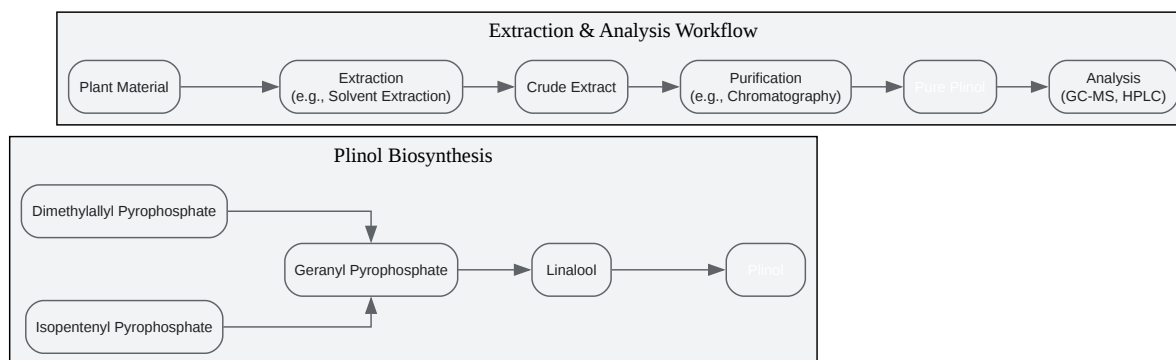 Extraction & Analysis Workflow
Plant Material
Extraction
(e.g., Solvent Extraction)
Crude Extract
Purification
(e.g., Chromatography)
Pure Plinol
Analysis
(GC-MS, HPLC)
Plinol Biosynthesis
Dimethylallyl Pyrophosphate
Geranyl Pyrophosphate
Linalool
Plinol
Isopentenyl Pyrophosphate